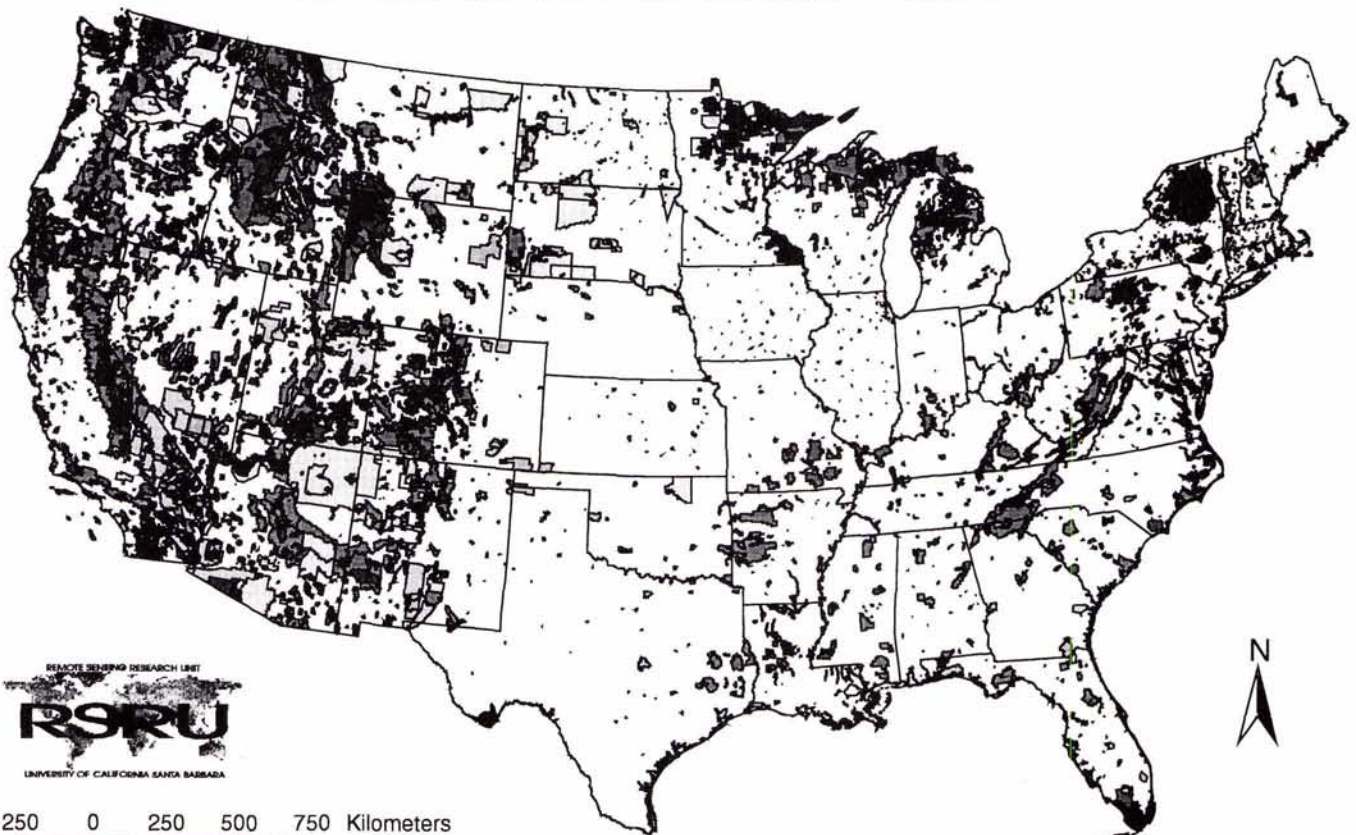 N
REMOTE SENSING RESEARCH UNIT
RSRU
UNIVERSITY OF CALIFORNIA SANTA BARBARA
250 0 250 500 750 Kilometers